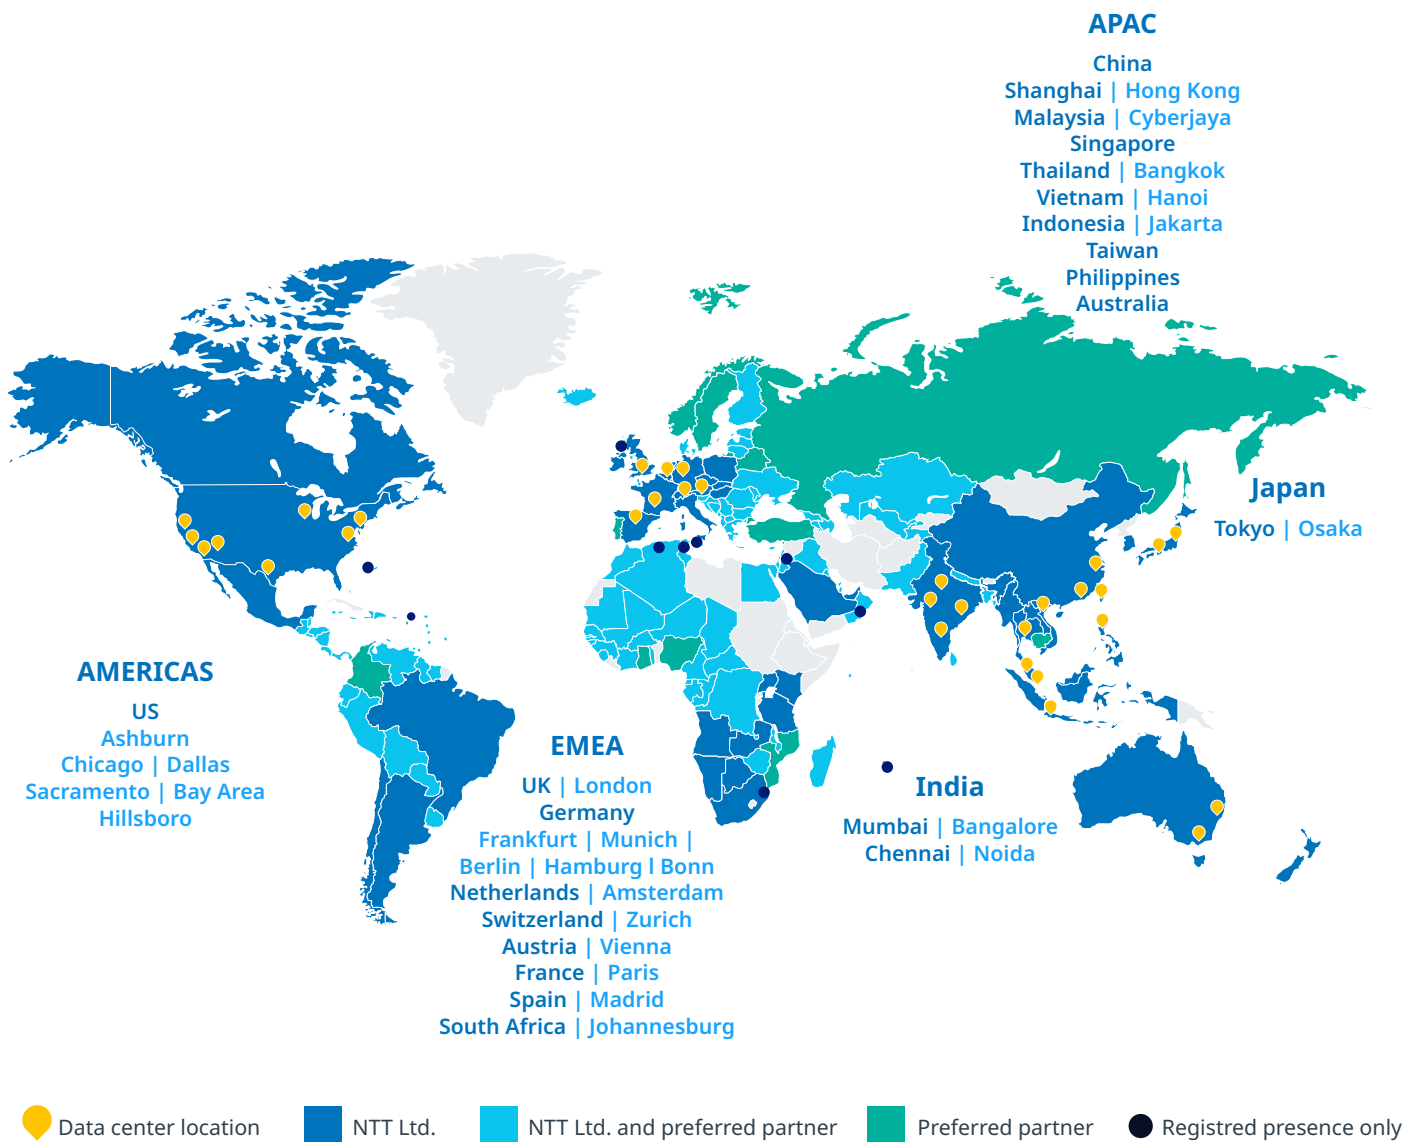 APAC
China
Shanghai | Hong Kong
Malaysia | Cyberjaya
Singapore
Thailand | Bangkok
Vietnam | Hanoi
Indonesia | Jakarta
Taiwan
Philippines
Australia
Japan
Tokyo | Osaka
AMERICAS
US
Ashburn
Chicago | Dallas
Sacramento | Bay Area
Hillsboro
EMEA
UK | London
Germany
Frankfurt | Munich |
Berlin | Hamburg l Bonn
Netherlands | Amsterdam
Switzerland | Zurich
Austria | Vienna
France | Paris
Spain | Madrid
South Africa | Johannesburg
India
Mumbai | Bangalore
Chennai | Noida
Data center location
NTT Ltd.
NTT Ltd. and preferred partner
Preferred partner
Registred presence only